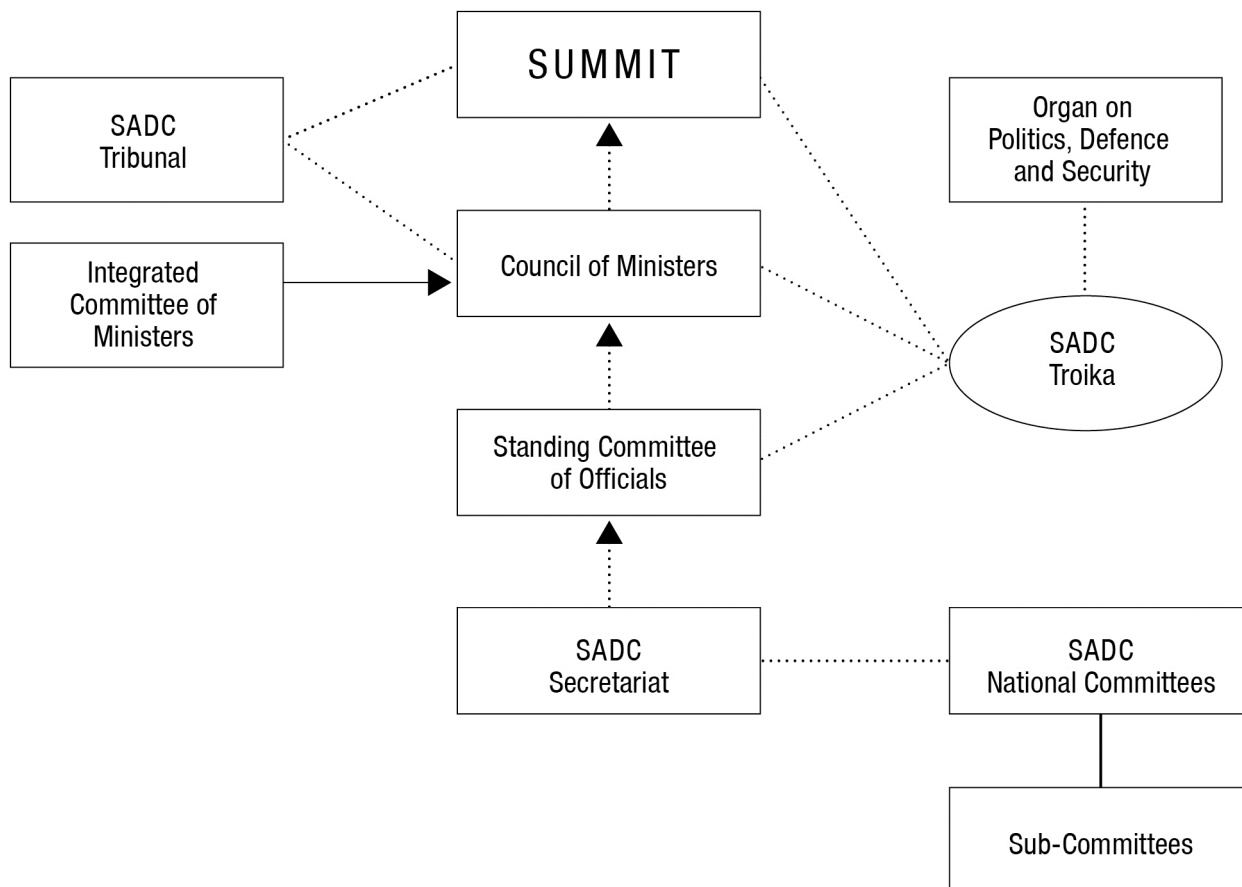 SUMMIT
SADC
Tribunal
Organ on
Politics, Defence
and Security
Council of Ministers
Integrated
Committee of
Ministers
SADC
Troika
Standing Committee
of Officials
SADC
Secretariat
SADC
National Committees
Sub-Committees